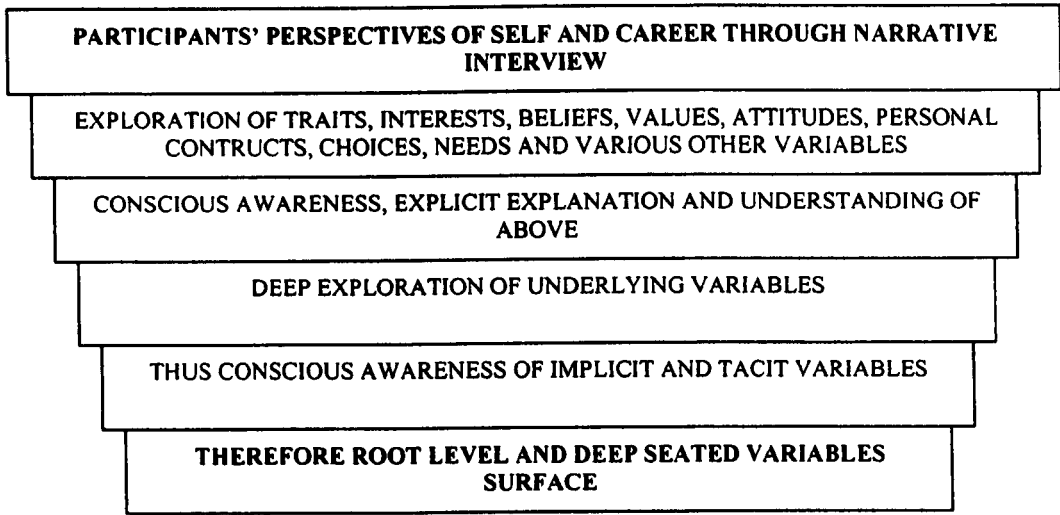 PARTICIPANTS' PERSPECTIVES OF SELF AND CAREER THROUGH NARRATIVE
INTERVIEW
EXPLORATION OF TRAITS, INTERESTS, BELIEFS, VALUES, ATTITUDES, PERSONAL
CONTRUCTS, CHOICES, NEEDS AND VARIOUS OTHER VARIABLES
CONSCIOUS AWARENESS, EXPLICIT EXPLANATION AND UNDERSTANDING OF
ABOVE
DEEP EXPLORATION OF UNDERLYING VARIABLES
THUS CONSCIOUS AWARENESS OF IMPLICIT AND TACIT VARIABLES
THEREFORE ROOT LEVEL AND DEEP SEATED VARIABLES
SURFACE